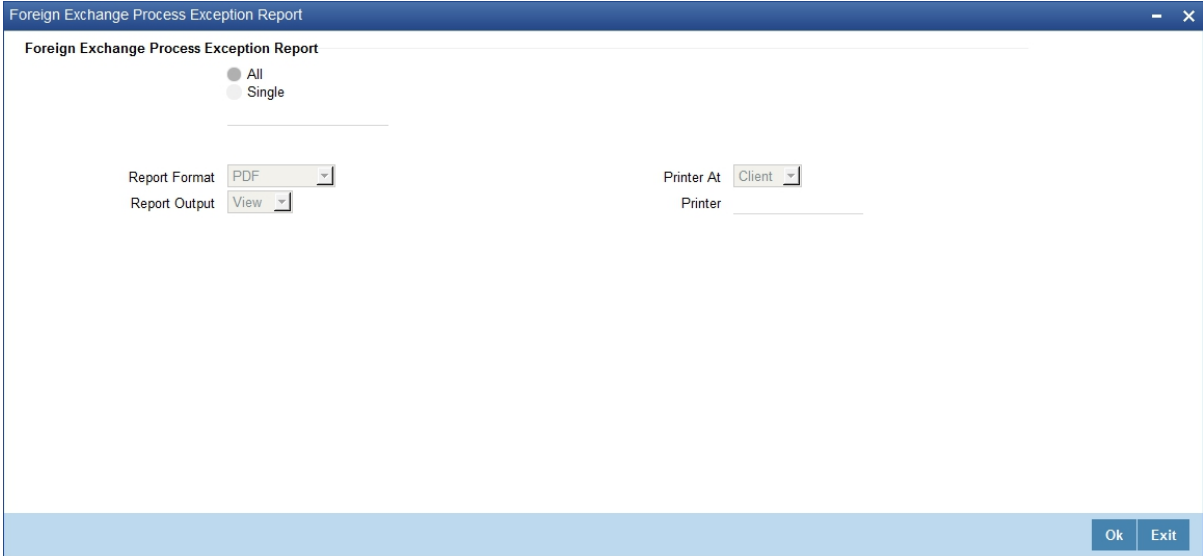 Foreign Exchange Process Exception Report
Foreign Exchange Process Exception Report
All
Single
Report Format PDF Printer At Client
Report Output View Printer
Ok Exit